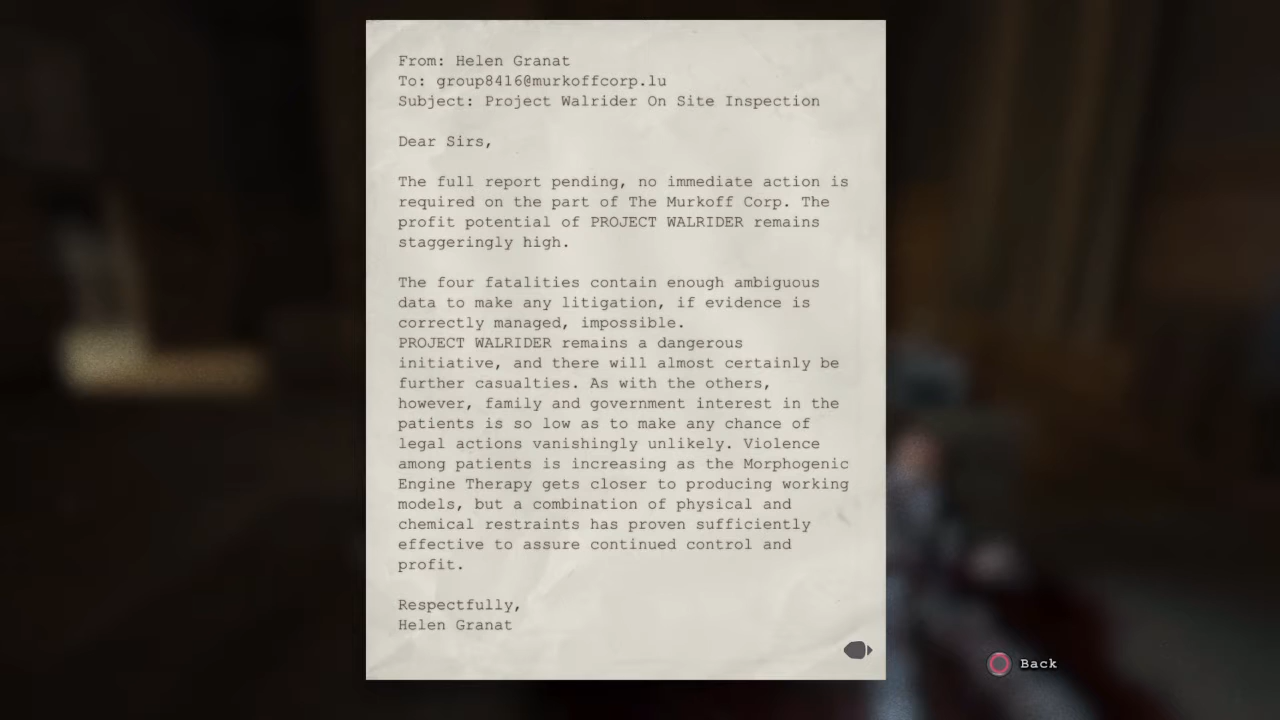 From: Helen Granat
To: group8416@murkoffcorp.lu
Subject: Project Walrider On Site Inspection
Dear Sirs,
The full report pending, no immediate action is
required on the part of The Murkoff Corp. The
profit potential of PROJECT WALRIDER remains
staggeringly high.
The four fatalities contain enough ambiguous
data to make any litigation, if evidence is
correctly managed, impossible.
PROJECT WALRIDER remains a dangerous
initiative, and there will almost certainly be
further casualties. As with the others,
however, family and government interest in the
patients is so low as to make any chance of
legal actions vanishingly unlikely. Violence
among patients is increasing as the Morphogenic
Engine Therapy gets closer to producing working
models, but a combination of physical and
chemical restraints has proven sufficiently
effective to assure continued control and
profit.
Respectfully,
Helen Granat
Back